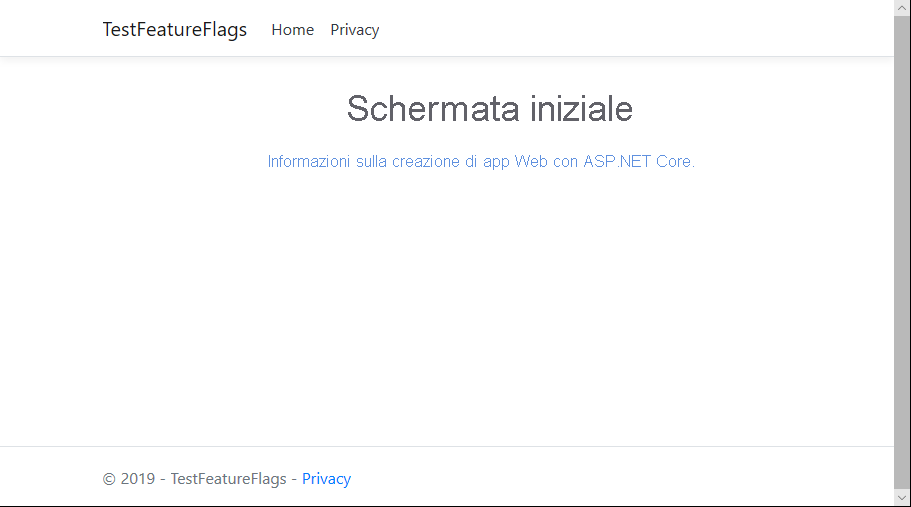 TestFeatureFlags Home Privacy
Schermata iniziale
Informazioni sulla creazione di app Web con ASP.NET Core.
© 2019 - TestFeatureFlags - Privacy